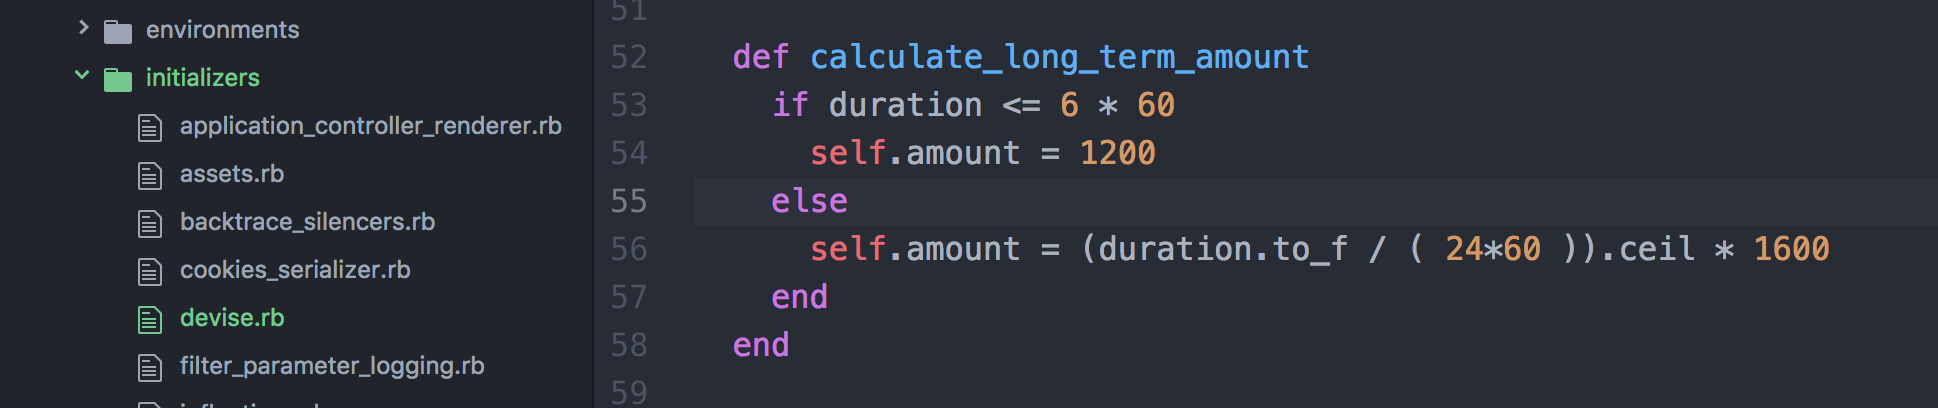 environments
initializers
application_controller_renderer.rb
assets.rb
backtrace_silencers.rb
cookies_serializer.rb
devise.rb
filter_parameter_logging.rb
51
52 def calculate_long_term_amount
53 if duration <= 6 * 60
54 self.amount = 1200
55 else
56 self.amount = (duration.to_f / ( 24*60 )).ceil * 1600
57 end
58 end
59